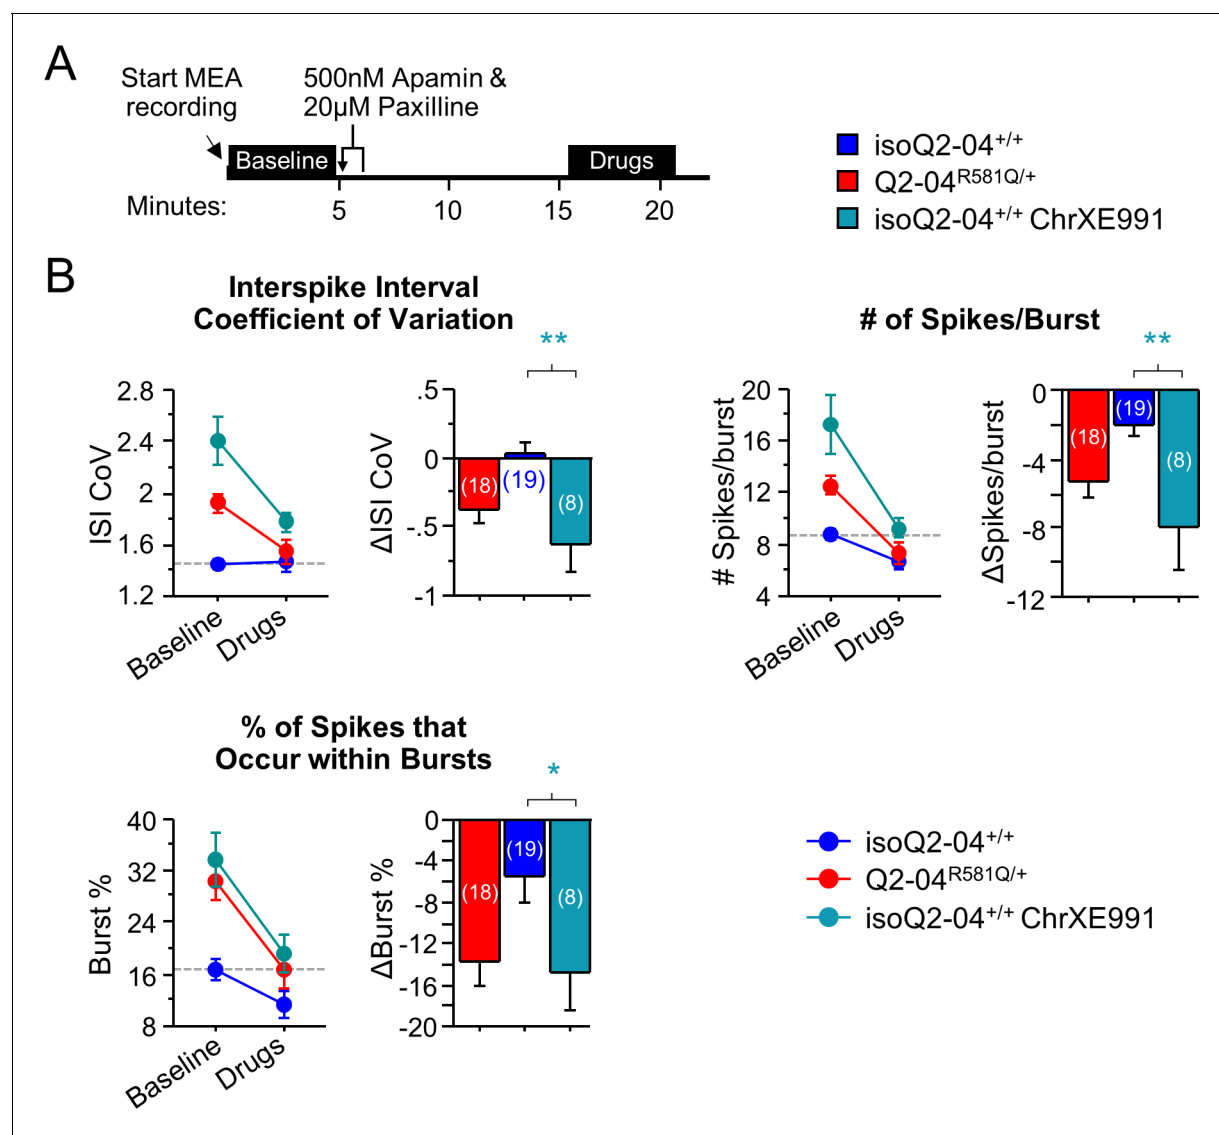 A
Start MEA
recording
500nM Apamin &
20µM Paxilline
Baseline
Drugs
Minutes:
5
10
15
20
isoQ2-04+/+
Q2-04R581Q/+
isoQ2-04+/+ ChrXE991
B
Interspike Interval
Coefficient of Variation
**
ISI CoV
2.8
2.4
2
1.6
1.2
Baseline
Drugs
ΔISI CoV
.5
0
-.5
-1
(18)
(19)
(8)
# of Spikes/Burst
**
# Spikes/burst
20
16
12
8
4
Baseline
Drugs
ΔSpikes/burst
0
-4
-8
-12
(18)
(19)
(8)
% of Spikes that
Occur within Bursts
*
Burst %
40
32
24
16
8
Baseline
Drugs
ΔBurst %
0
-4
-8
-12
-16
-20
(18)
(19)
(8)
isoQ2-04+/+
Q2-04R581Q/+
isoQ2-04+/+ ChrXE991